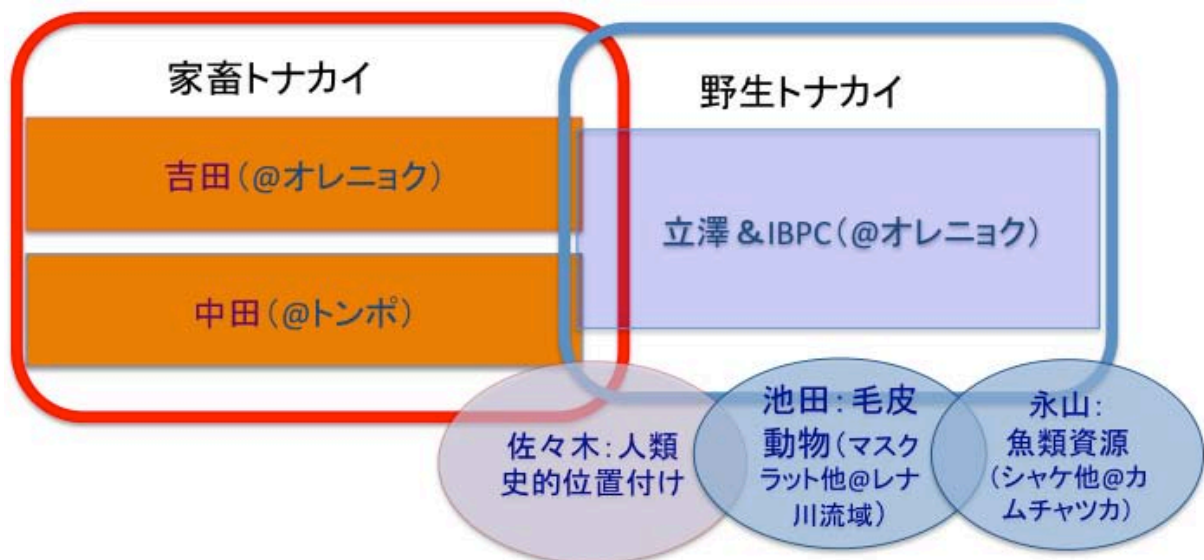 家畜トナカイ
吉田(@オレニョク)
中田(@トンポ)
野生トナカイ
立澤&IBPC(@オレニョク)
佐々木:人類
史的位置付け
池田:毛皮
動物(マスク
ラット他@レナ
川流域)
永山:
魚類資源
(シャケ他@カ
ムチャツカ)